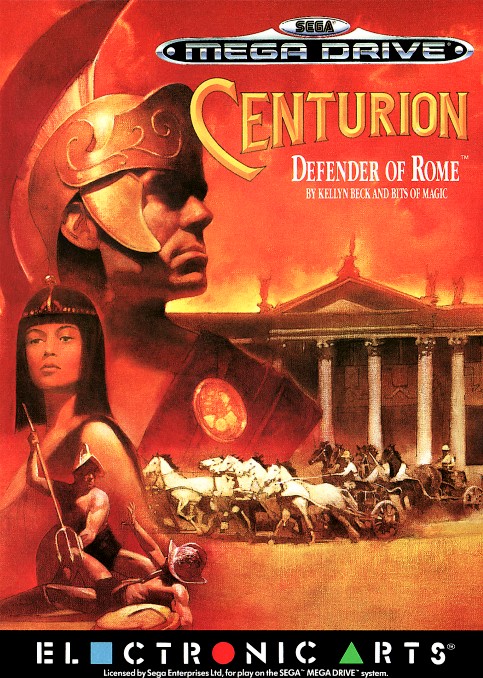 SEGA
MEGA DRIVE
CENTURION
DEFENDER OF ROME™
BY KELLYN BECK AND BITS OF MAGIC
ELECTRONIC ARTS®
Licensed by Sega Enterprises Ltd, for play on the SEGA™ MEGA DRIVE™ system.